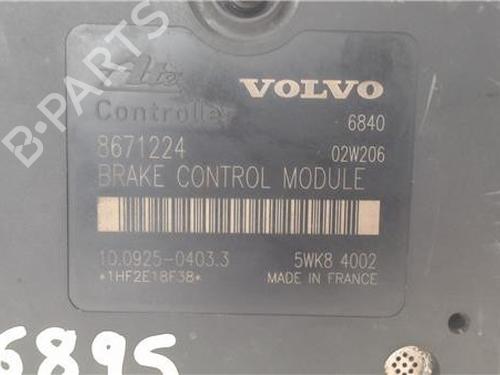 Ate VOLVO
Controller 6840
8671224 02W206
BRAKE CONTROL MODULE
10.0925-0403.3 5WK8 4002
*1HF2E18F38* MADE IN FRANCE
6895
B-PARTS